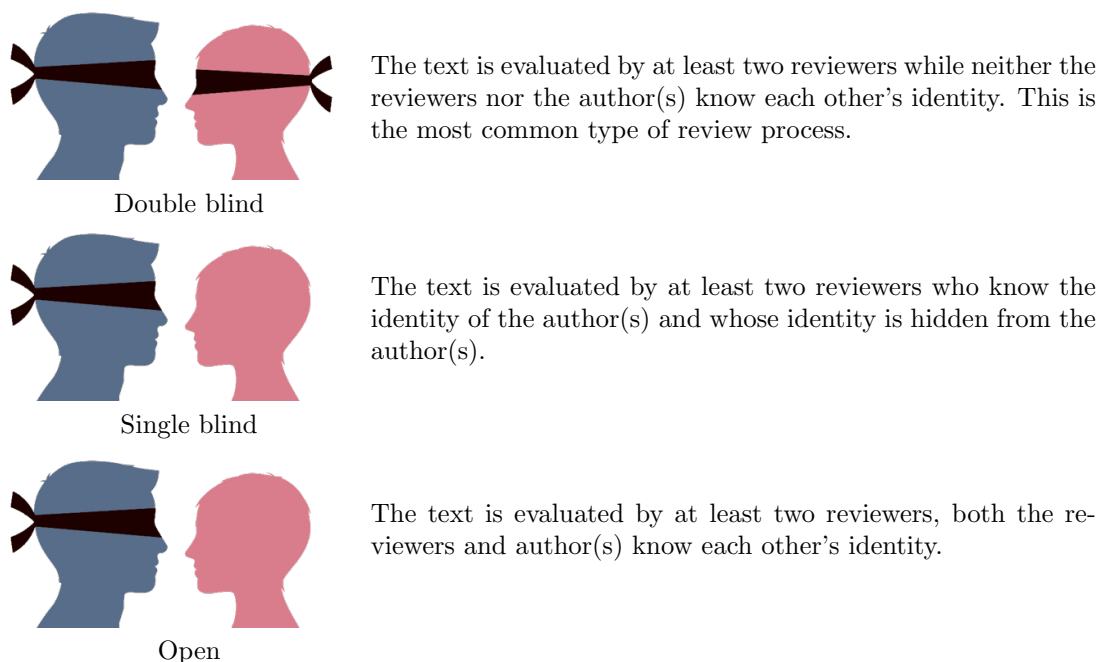 The text is evaluated by at least two reviewers while neither the
reviewers nor the author(s) know each other's identity. This is
the most common type of review process.
Double blind
The text is evaluated by at least two reviewers who know the
identity of the author(s) and whose identity is hidden from the
author(s).
Single blind
The text is evaluated by at least two reviewers, both the re-
viewers and author(s) know each other's identity.
Open